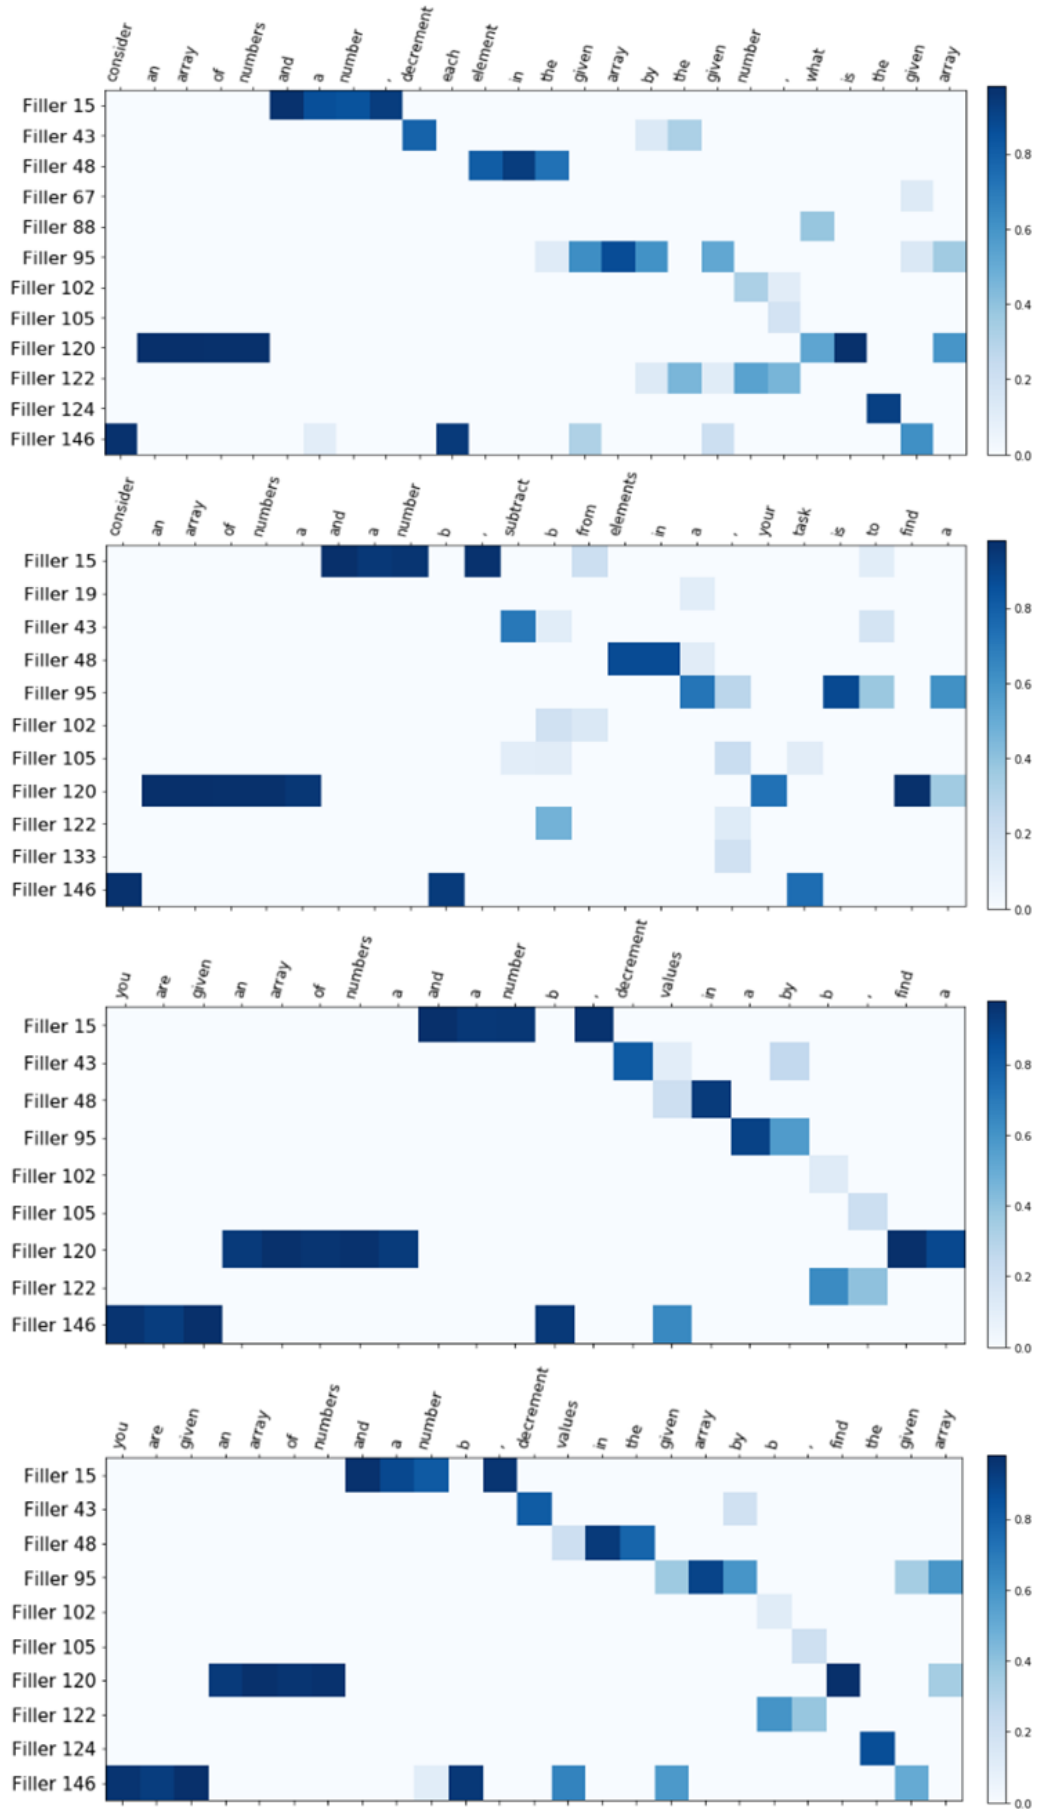 consider an array of numbers and a number , decrement each element in the given array by the given number , what is the given array
Filler 15
Filler 43
Filler 48
Filler 67
Filler 88
Filler 95
Filler 102
Filler 105
Filler 120
Filler 122
Filler 124
Filler 146
0.8
0.6
0.4
0.2
0.0
consider an array of numbers a and a number b , subtract b from elements in a , your task is to find a
Filler 15
Filler 19
Filler 43
Filler 48
Filler 95
Filler 102
Filler 105
Filler 120
Filler 122
Filler 133
Filler 146
0.8
0.6
0.4
0.2
0.0
you are given an array of numbers a and a number b , decrement values in a by b , find a
Filler 15
Filler 43
Filler 48
Filler 95
Filler 102
Filler 105
Filler 120
Filler 122
Filler 146
0.8
0.6
0.4
0.2
0.0
you are given an array of numbers and a number b , decrement values in the given array by b , find the given array
Filler 15
Filler 43
Filler 48
Filler 95
Filler 102
Filler 105
Filler 120
Filler 122
Filler 124
Filler 146
0.8
0.6
0.4
0.2
0.0